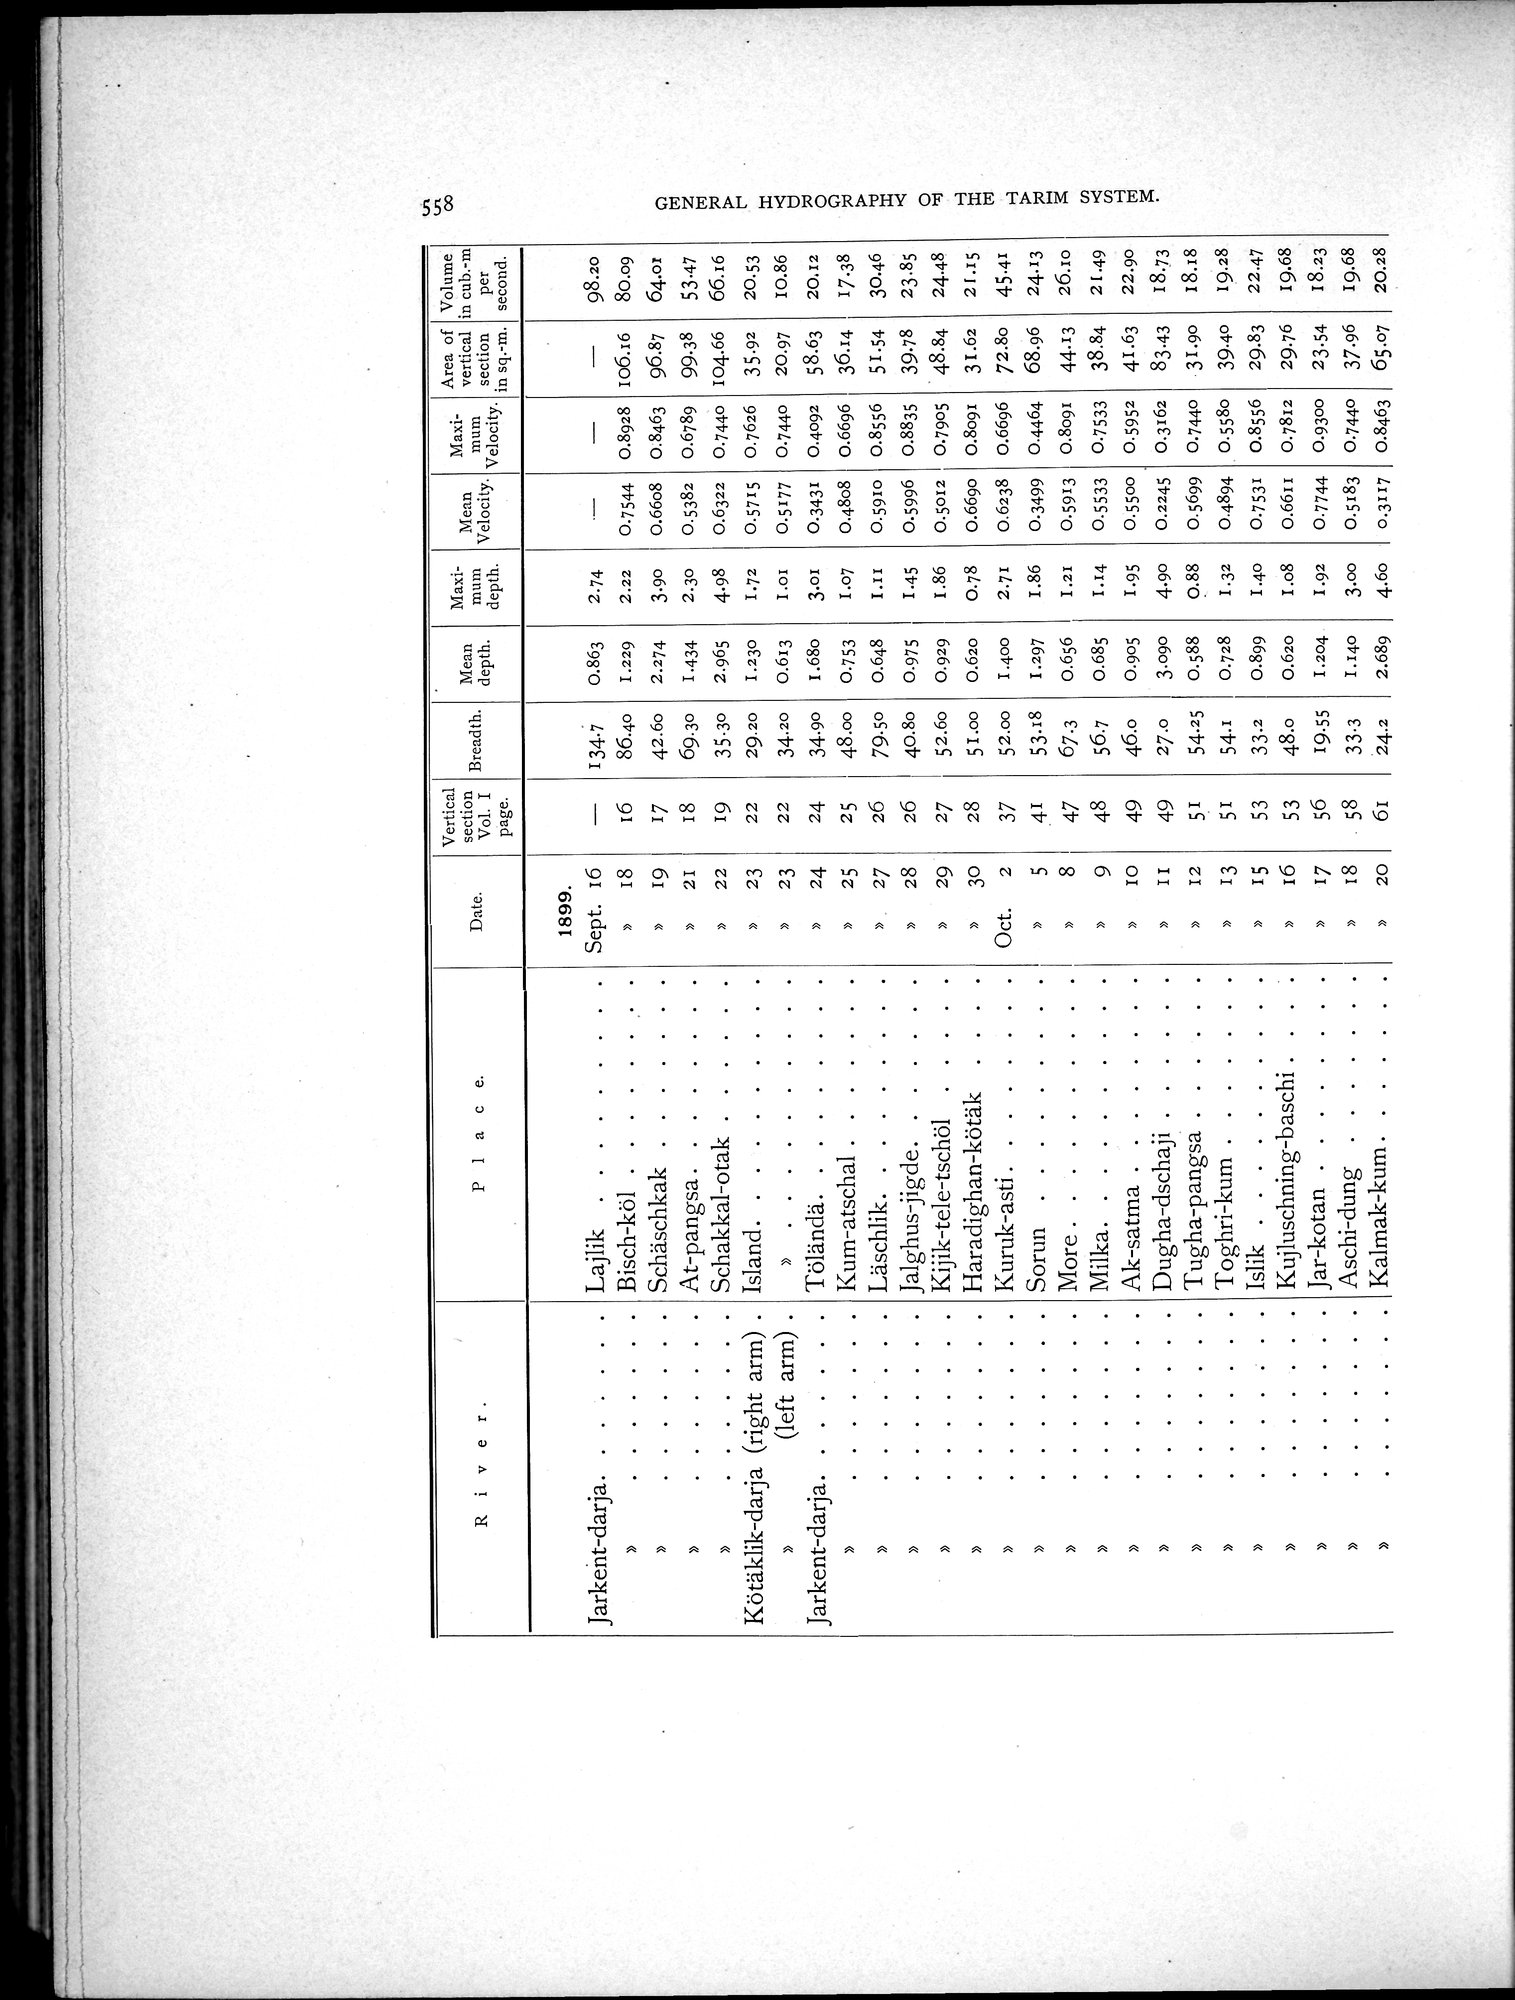 558 GENERAL HYDROGRAPHY OF THE TARIM SYSTEM.
River. Place. Date. Vertical section Vol. I page. Breadth. Mean depth. Maxi-mum depth. Mean Velocity. Maxi-mum Velocity. Area of vertical section in sq.-m. Volume in cub.-m per second.
1899.
Jarkent-darja. . . . . . . Lajlik . . . . . . . . . . Sept. 16 — 134.7 0.863 2.74 — — — 98.20
» . . . . . . . Bisch-köl . . . . . . . . » 18 16 86.40 1.229 2.22 0.7544 0.8928 106.16 80.09
» . . . . . . . Schäschkak . . . . . . . » 19 17 42.60 2.274 3.90 0.6608 0.8463 96.87 64.01
» . . . . . . . At-pangsa . . . . . . . . » 21 18 69.30 1.434 2.30 0.5382 0.6789 99.38 53.47
» . . . . . . . Schakkal-otak . . . . . . » 22 19 35.30 2.965 4.98 0.6322 0.7440 104.66 66.16
Kötäklik-darja (right arm) . Island. . . . . . . . . . » 23 22 29.20 1.230 1.72 0.5715 0.7626 35.92 20.53
» (left arm) . » . . . . . . . . . . » 23 22 34.20 0.613 1.01 0.5177 0.7440 20.97 10.86
Jarkent-darja. . . . . . . Töländä. . . . . . . . . » 24 24 34.90 1.680 3.01 0.3431 0.4092 58.63 20.12
» . . . . . . . Kum-atschal . . . . . . . » 25 25 48.00 0.753 1.07 0.4808 0.6696 36.14 17.38
» . . . . . . . Läschlik. . . . . . . . . » 27 26 79.50 0.648 1.11 0.5910 0.8556 51.54 30.46
» . . . . . . . Jalghus-jigde. . . . . . . » 28 26 40.80 0.975 1.45 0.5996 0.8835 39.78 23.85
» . . . . . . . Kijik-tele-tschöl . . . . . » 29 27 52.60 0.929 1.86 0.5012 0.7905 48.84 24.48
» . . . . . . . Haradighan-kötäk . . . . » 30 28 51.00 0.620 0.78 0.6690 0.8091 31.62 21.15
» . . . . . . . Kuruk-asti. . . . . . . . Oct. 2 37 52.00 1.400 2.71 0.6238 0.6696 72.80 45.41
» . . . . . . . Sorun . . . . . . . . . . » 5 41 53.18 1.297 1.86 0.3499 0.4464 68.96 24.13
» . . . . . . . More . . . . . . . . . . » 8 47 67.3 0.656 1.21 0.5913 0.8091 44.13 26.10
» . . . . . . . Milka. . . . . . . . . . » 9 48 56.7 0.685 1.14 0.5533 0.7533 38.84 21.49
» . . . . . . . Ak-satma . . . . . . . . » 10 49 46.0 0.905 1.95 0.5500 0.5952 41.63 22.90
» . . . . . . . Dugha-dschaji . . . . . . » 11 49 27.0 3.090 4.90 0.2245 0.3162 83.43 18.73
» . . . . . . . Tugha-pangsa . . . . . . » 12 51 54.25 0.588 0.88 0.5699 0.7440 31.90 18.18
» . . . . . . . Toghri-kum . . . . . . . » 13 51 54.1 0.728 1.32 0.4894 0.5580 39.40 19.28
» . . . . . . . Islik . . . . . . . . . . » 15 53 33.2 0.899 1.40 0.7531 0.8556 29.83 22.47
» . . . . . . . Kujluschning-baschi . . . . » 16 53 48.0 0.620 1.08 0.6611 0.7812 29.76 19.68
» . . . . . . . Jar-kotan . . . . . . . . » 17 56 19.55 1.204 1.92 0.7744 0.9300 23.54 18.23
» . . . . . . . Aschi-dung . . . . . . . » 18 58 33.3 1.140 3.00 0.5183 0.7440 37.96 19.68
» . . . . . . . Kalmak-kum. . . . . . . » 20 61 24.2 2.689 4.60 0.3117 0.8463 65.07 20.28